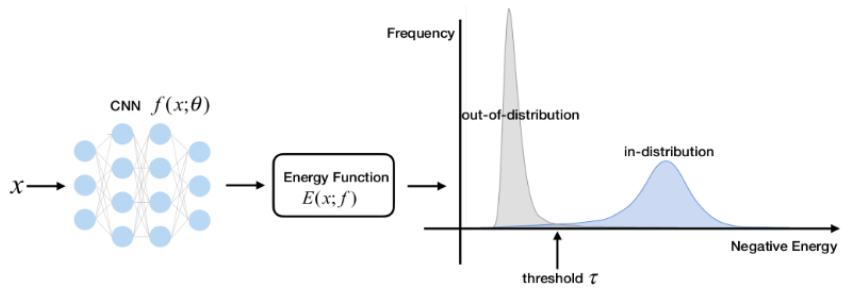 Frequency
CNN f(x;θ)
out-of-distribution
in-distribution
x
Energy Function
E(x; f)
Negative Energy
threshold τ